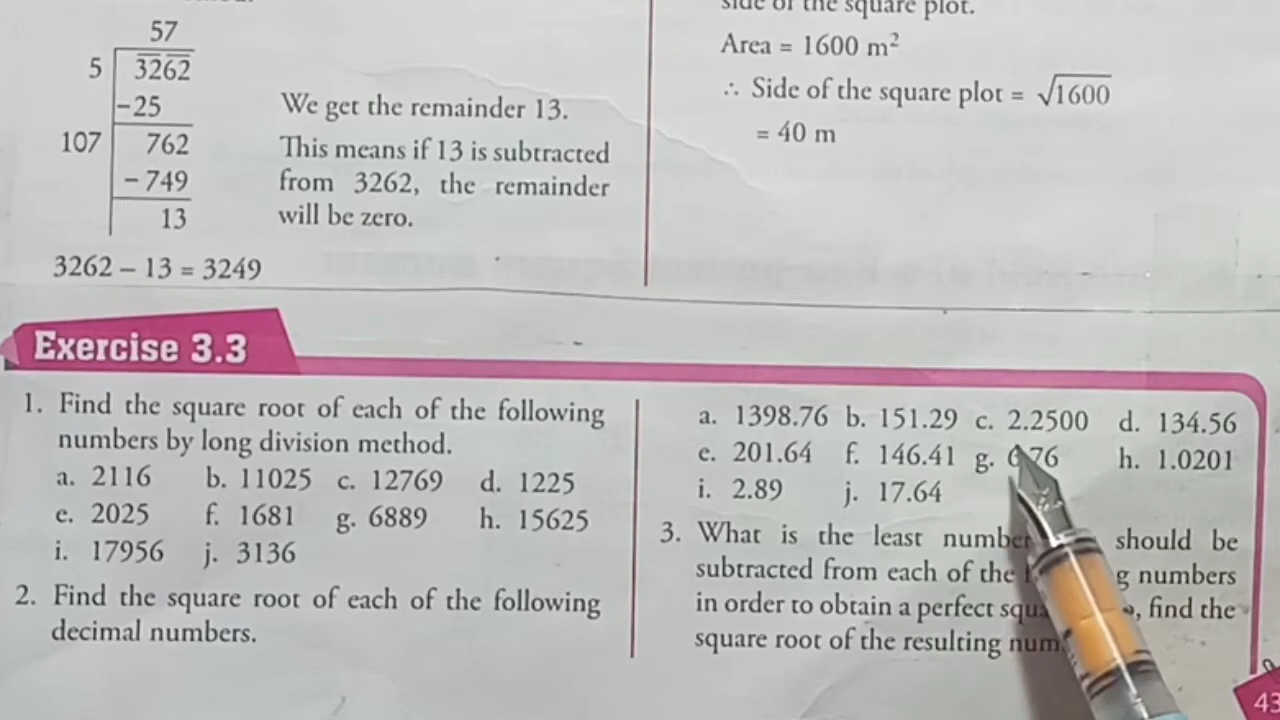 57
5 3262
-25
107 762
- 749
13
We get the remainder 13.
This means if 13 is subtracted
from 3262, the remainder
will be zero.
3262 – 13 = 3249
side of the square plot.
Area = 1600 m²
∴ Side of the square plot = √1600
= 40 m
Exercise 3.3
1. Find the square root of each of the following
numbers by long division method.
a. 2116 b. 11025 c. 12769 d. 1225
e. 2025 f. 1681 g. 6889 h. 15625
i. 17956 j. 3136
2. Find the square root of each of the following
decimal numbers.
a. 1398.76 b. 151.29 c. 2.2500 d. 134.56
e. 201.64 f. 146.41 g. 76 h. 1.0201
i. 2.89 j. 17.64
3. What is the least number should be
subtracted from each of the g numbers
in order to obtain a perfect squa , find the
square root of the resulting num
43